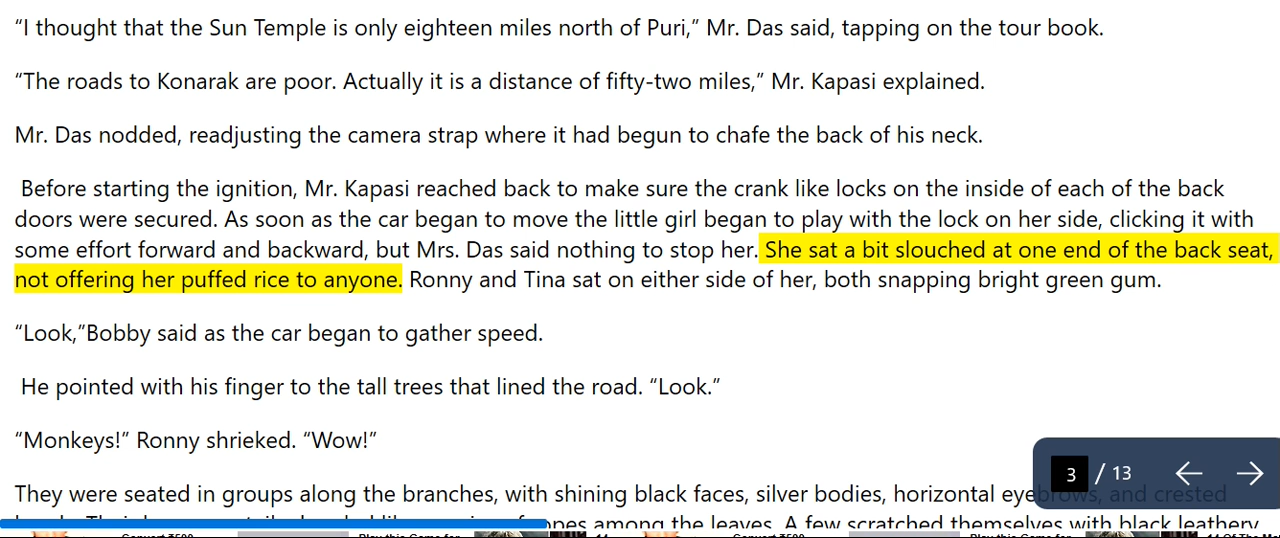 “I thought that the Sun Temple is only eighteen miles north of Puri,” Mr. Das said, tapping on the tour book.
“The roads to Konarak are poor. Actually it is a distance of fifty-two miles,” Mr. Kapasi explained.
Mr. Das nodded, readjusting the camera strap where it had begun to chafe the back of his neck.
Before starting the ignition, Mr. Kapasi reached back to make sure the crank like locks on the inside of each of the back
doors were secured. As soon as the car began to move the little girl began to play with the lock on her side, clicking it with
some effort forward and backward, but Mrs. Das said nothing to stop her. She sat a bit slouched at one end of the back seat,
not offering her puffed rice to anyone. Ronny and Tina sat on either side of her, both snapping bright green gum.
“Look,”Bobby said as the car began to gather speed.
He pointed with his finger to the tall trees that lined the road. “Look.”
“Monkeys!” Ronny shrieked. “Wow!”
3 / 13
They were seated in groups along the branches, with shining black faces, silver bodies, horizontal eyebrows, and crested
among the leaves. A few scratched themselves with black leathery